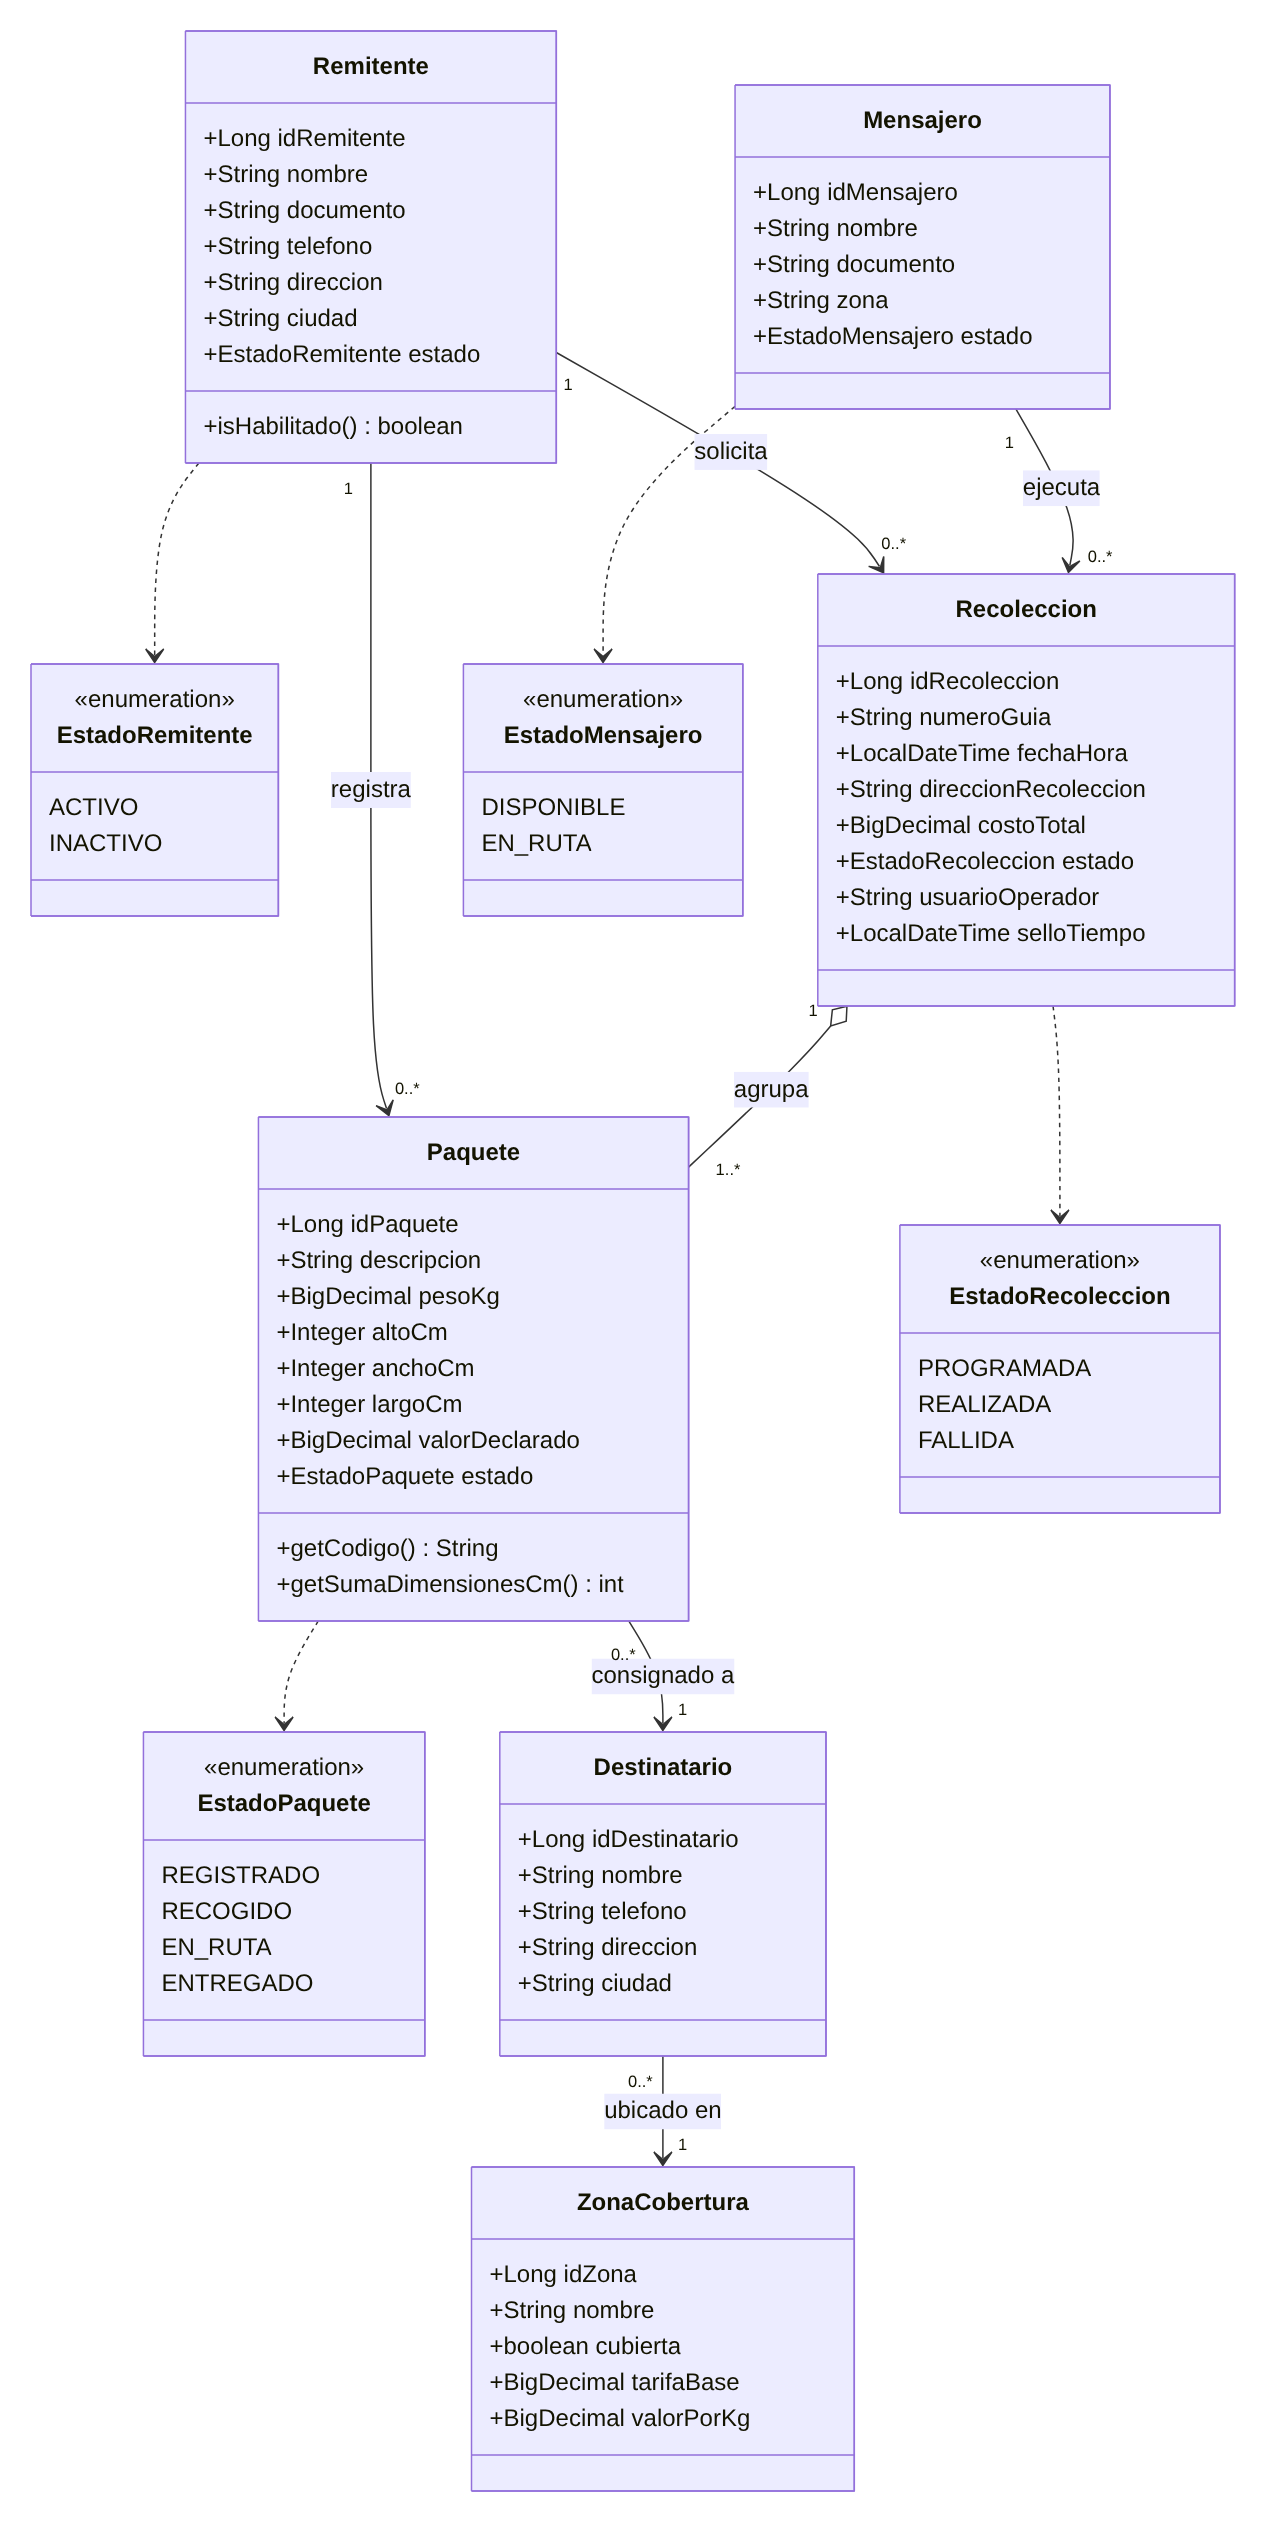 Remitente
+Long idRemitente
+String nombre
+String documento
+String telefono
+String direccion
+String ciudad
+EstadoRemitente estado
+isHabilitado() : boolean
Mensajero
+Long idMensajero
+String nombre
+String documento
+String zona
+EstadoMensajero estado
1
solicita
0..*
1
ejecuta
0..*
1
registra
0..*
«enumeration»
EstadoRemitente
ACTIVO
INACTIVO
«enumeration»
EstadoMensajero
DISPONIBLE
EN_RUTA
Recoleccion
+Long idRecoleccion
+String numeroGuia
+LocalDateTime fechaHora
+String direccionRecoleccion
+BigDecimal costoTotal
+EstadoRecoleccion estado
+String usuarioOperador
+LocalDateTime selloTiempo
1
agrupa
1..*
Paquete
+Long idPaquete
+String descripcion
+BigDecimal pesoKg
+Integer altoCm
+Integer anchoCm
+Integer largoCm
+BigDecimal valorDeclarado
+EstadoPaquete estado
+getCodigo() : String
+getSumaDimensionesCm() : int
«enumeration»
EstadoRecoleccion
PROGRAMADA
REALIZADA
FALLIDA
0..*
consignado a
1
«enumeration»
EstadoPaquete
REGISTRADO
RECOGIDO
EN_RUTA
ENTREGADO
Destinatario
+Long idDestinatario
+String nombre
+String telefono
+String direccion
+String ciudad
0..*
ubicado en
1
ZonaCobertura
+Long idZona
+String nombre
+boolean cubierta
+BigDecimal tarifaBase
+BigDecimal valorPorKg